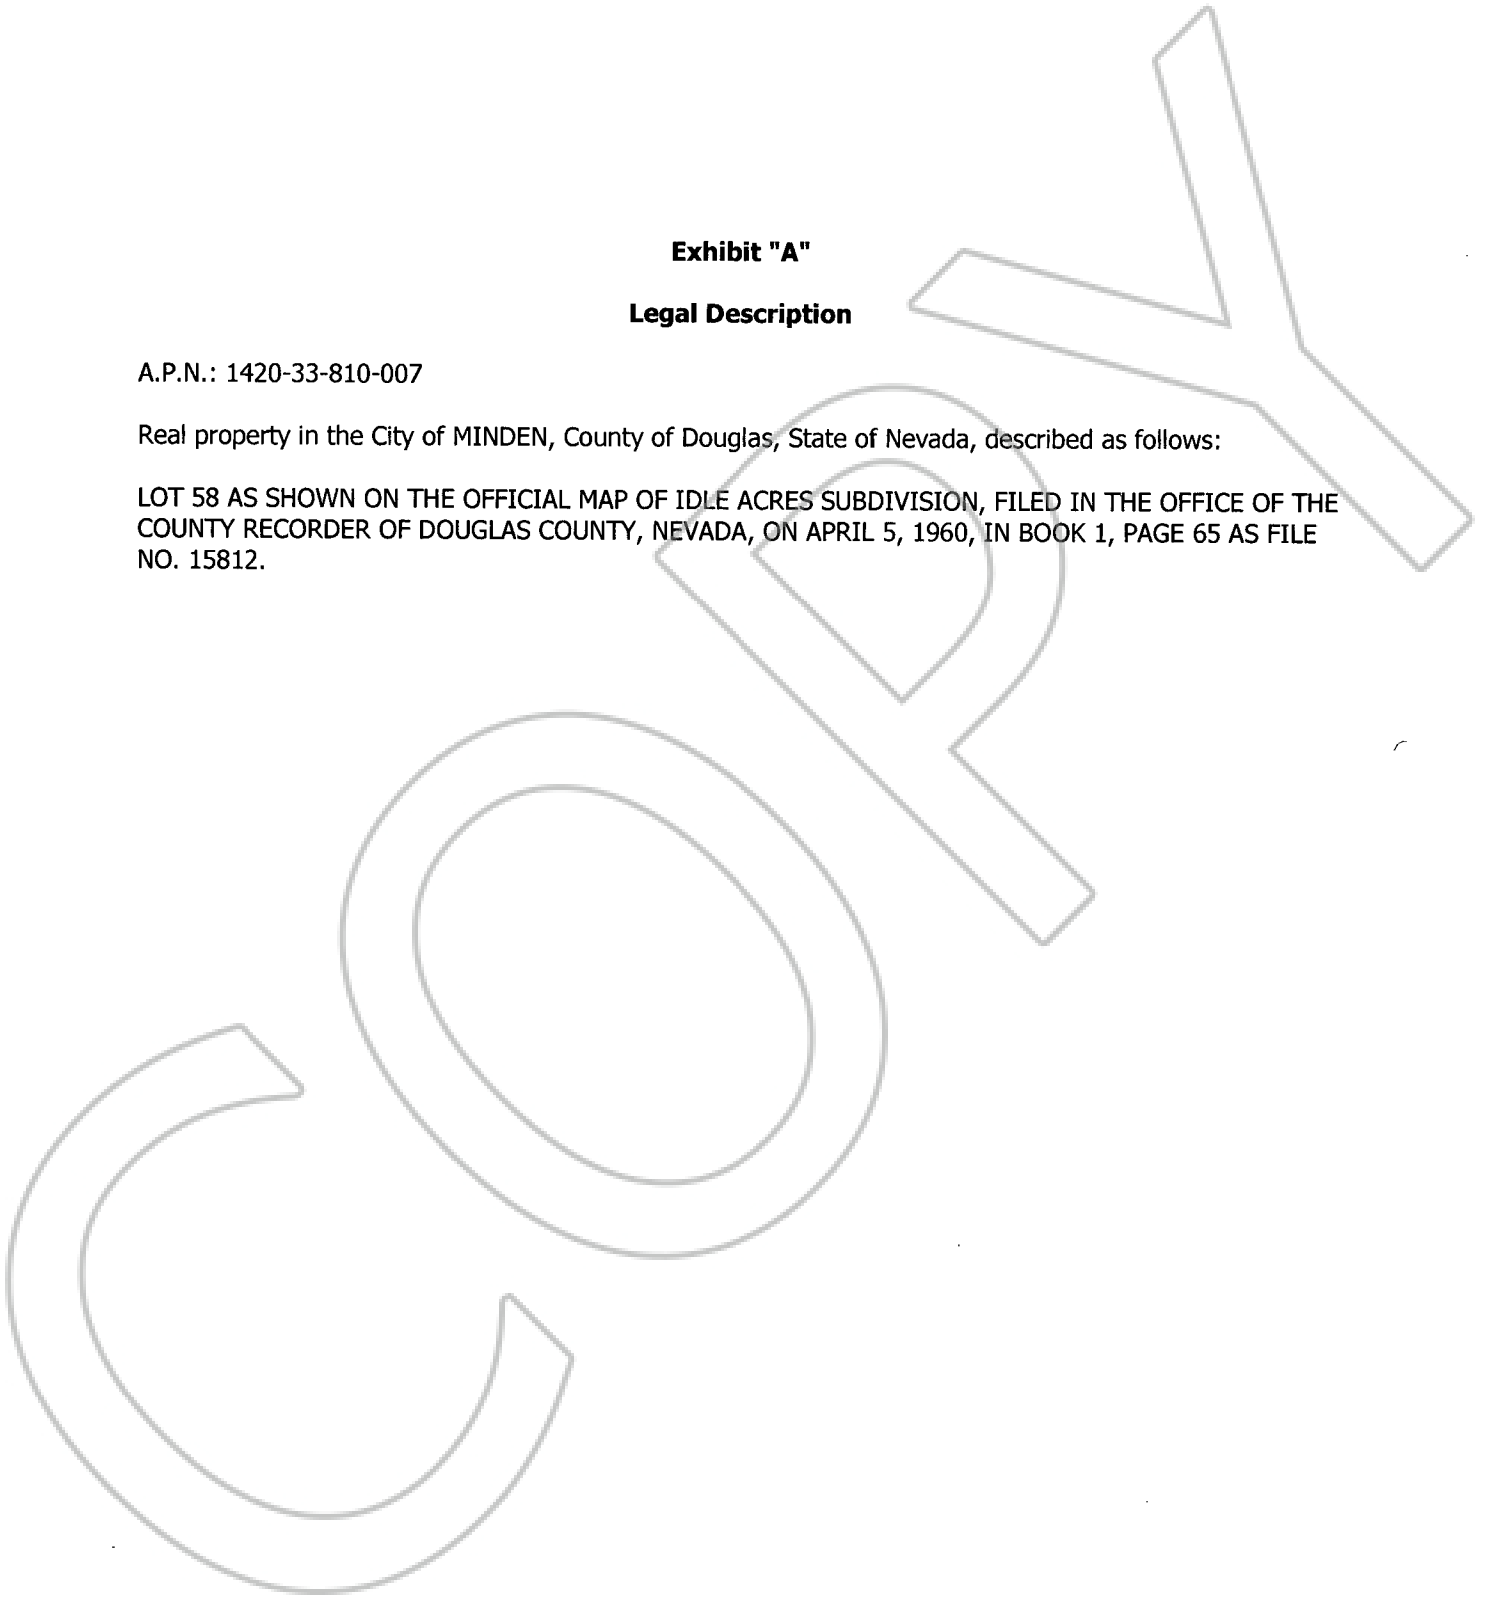 Exhibit "A"
Legal Description
A.P.N.: 1420-33-810-007
Real property in the City of MINDEN, County of Douglas, State of Nevada, described as follows:
LOT 58 AS SHOWN ON THE OFFICIAL MAP OF IDLE ACRES SUBDIVISION, FILED IN THE OFFICE OF THE
COUNTY RECORDER OF DOUGLAS COUNTY, NEVADA, ON APRIL 5, 1960, IN BOOK 1, PAGE 65 AS FILE
NO. 15812.
COPY